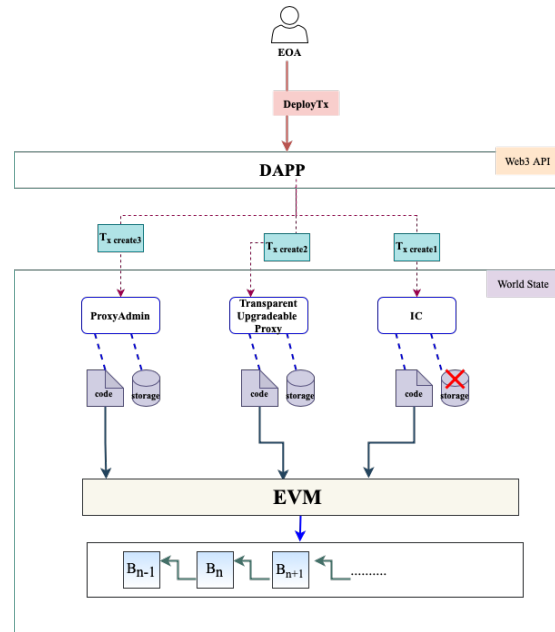 EOA
DeployTx
Web3 API
DAPP
Tx create3
Tx create2
Tx create1
World State
ProxyAdmin
Transparent
Upgradeable
Proxy
IC
code
storage
code
storage
code
storage
EVM
Bn-1
Bn
Bn+1
..........